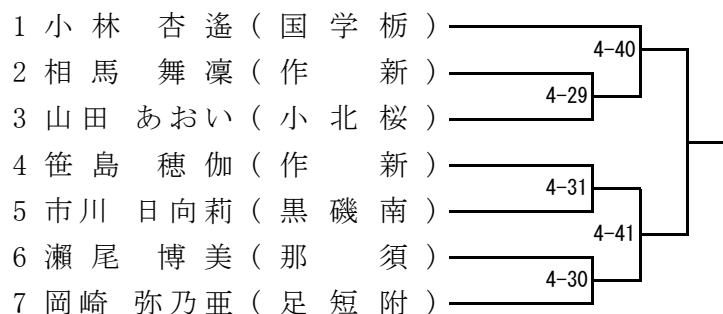 1 小林 杏遙 (国学栃)
4-40
2 相馬 舞凜 (作 新)
4-29
3 山田 あおい (小北桜)
4 笹島 穂伽 (作 新)
4-31
5 市川 日向莉 (黒磯南)
4-41
6 瀬尾 博美 (那 須)
4-30
7 岡崎 弥乃亜 (足短附)